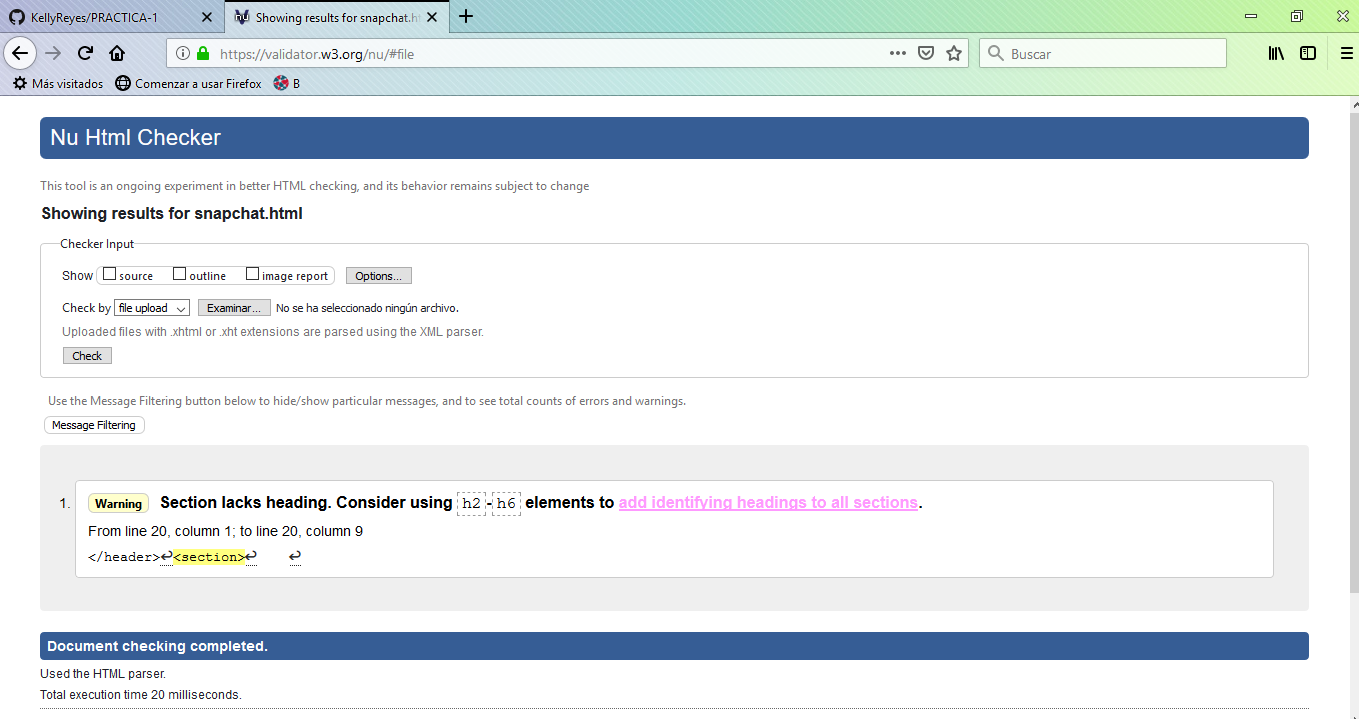 KellyReyes/PRACTICA-1
Showing results for snapchat.h
https://validator.w3.org/nu/#file
Buscar
Más visitados
Comenzar a usar Firefox
B
Nu Html Checker
This tool is an ongoing experiment in better HTML checking, and its behavior remains subject to change
Showing results for snapchat.html
Checker Input
Show source outline image report Options...
Check by file upload Examinar... No se ha seleccionado ningún archivo.
Uploaded files with .xhtml or .xht extensions are parsed using the XML parser.
Check
Use the Message Filtering button below to hide/show particular messages, and to see total counts of errors and warnings.
Message Filtering
1. Warning Section lacks heading. Consider using h2-h6 elements to add identifying headings to all sections.
From line 20, column 1; to line 20, column 9
</header>↩<section>↩ ↩
Document checking completed.
Used the HTML parser.
Total execution time 20 milliseconds.